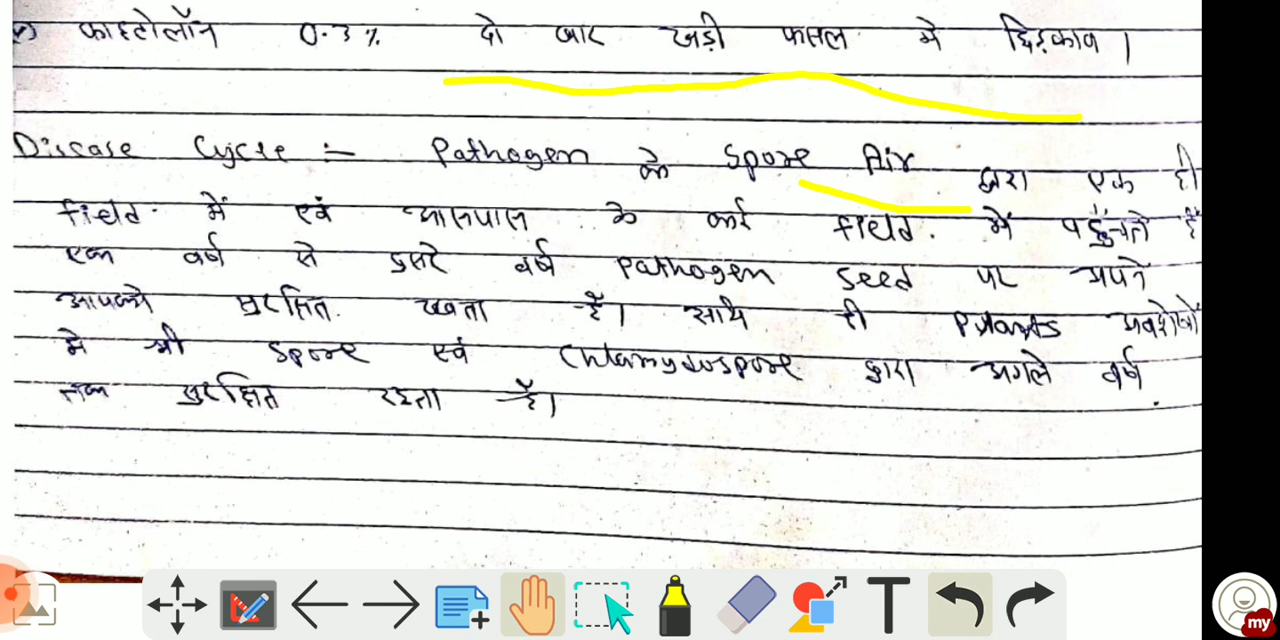 फाइटोलॉन 0.3% दो बार खड़ी फसल में छिड़काव।
Disease Cycle :- Pathogen के Spore Air द्वारा एक ही
field में एवं आसपास के कई field में पहुँचते हैं
एक वर्ष से दुसरे वर्ष pathogen seed पर अपने
आपको सुरक्षित रखता है। साथ ही plants अवशेषों
मे भी spore एवं Chlamydospore द्वारा अगले वर्ष
तक सुरक्षित रहता है।
T
my